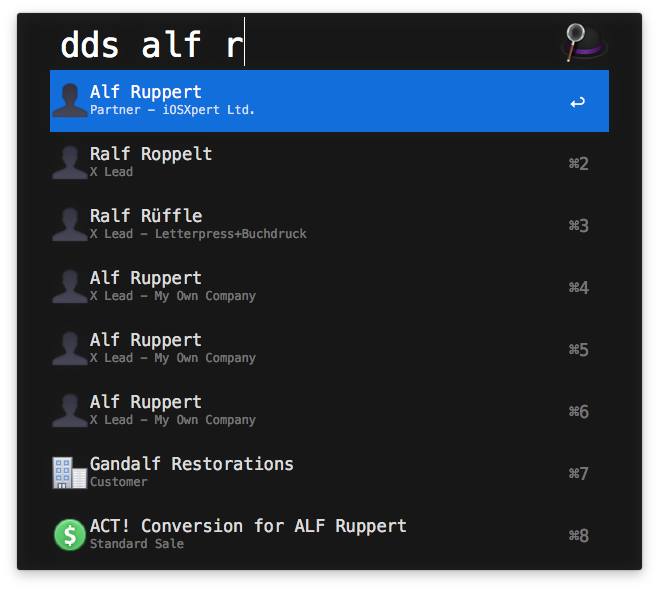 dds alf r
Alf Ruppert
Partner – iOSXpert Ltd.
↩
Ralf Roppelt
X Lead
⌘2
Ralf Rüffle
X Lead – Letterpress+Buchdruck
⌘3
Alf Ruppert
X Lead – My Own Company
⌘4
Alf Ruppert
X Lead – My Own Company
⌘5
Alf Ruppert
X Lead – My Own Company
⌘6
Gandalf Restorations
Customer
⌘7
$
ACT! Conversion for ALF Ruppert
Standard Sale
⌘8